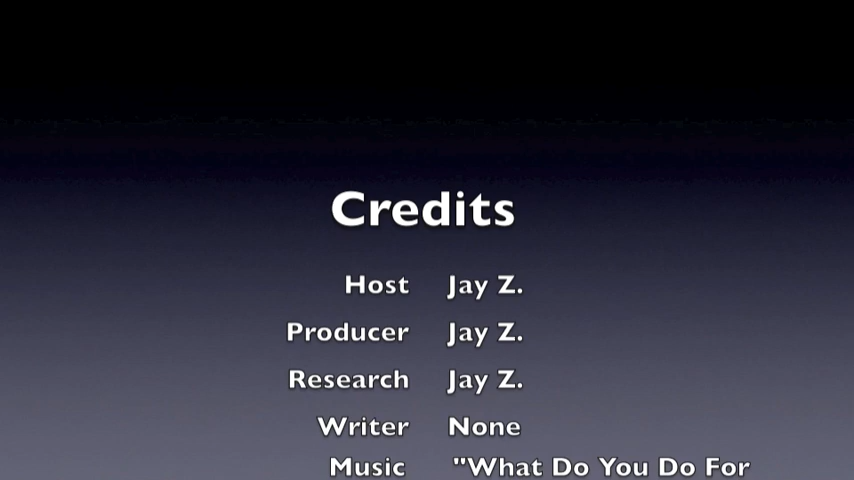 Credits
Host Jay Z.
Producer Jay Z.
Research Jay Z.
Writer None
Music "What Do You Do For